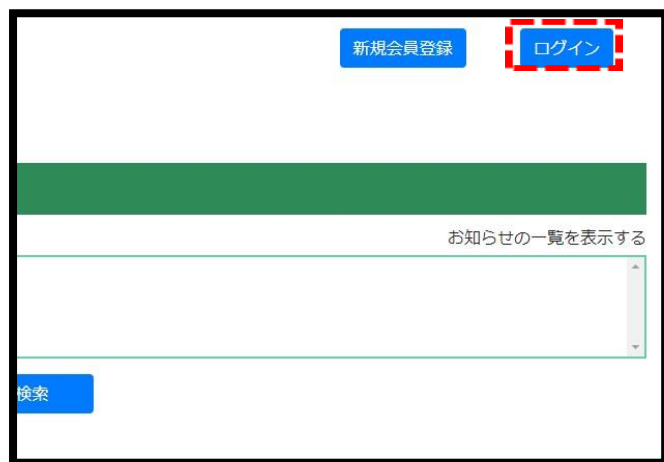 新規会員登録
ログイン
お知らせの一覧を表示する
検索